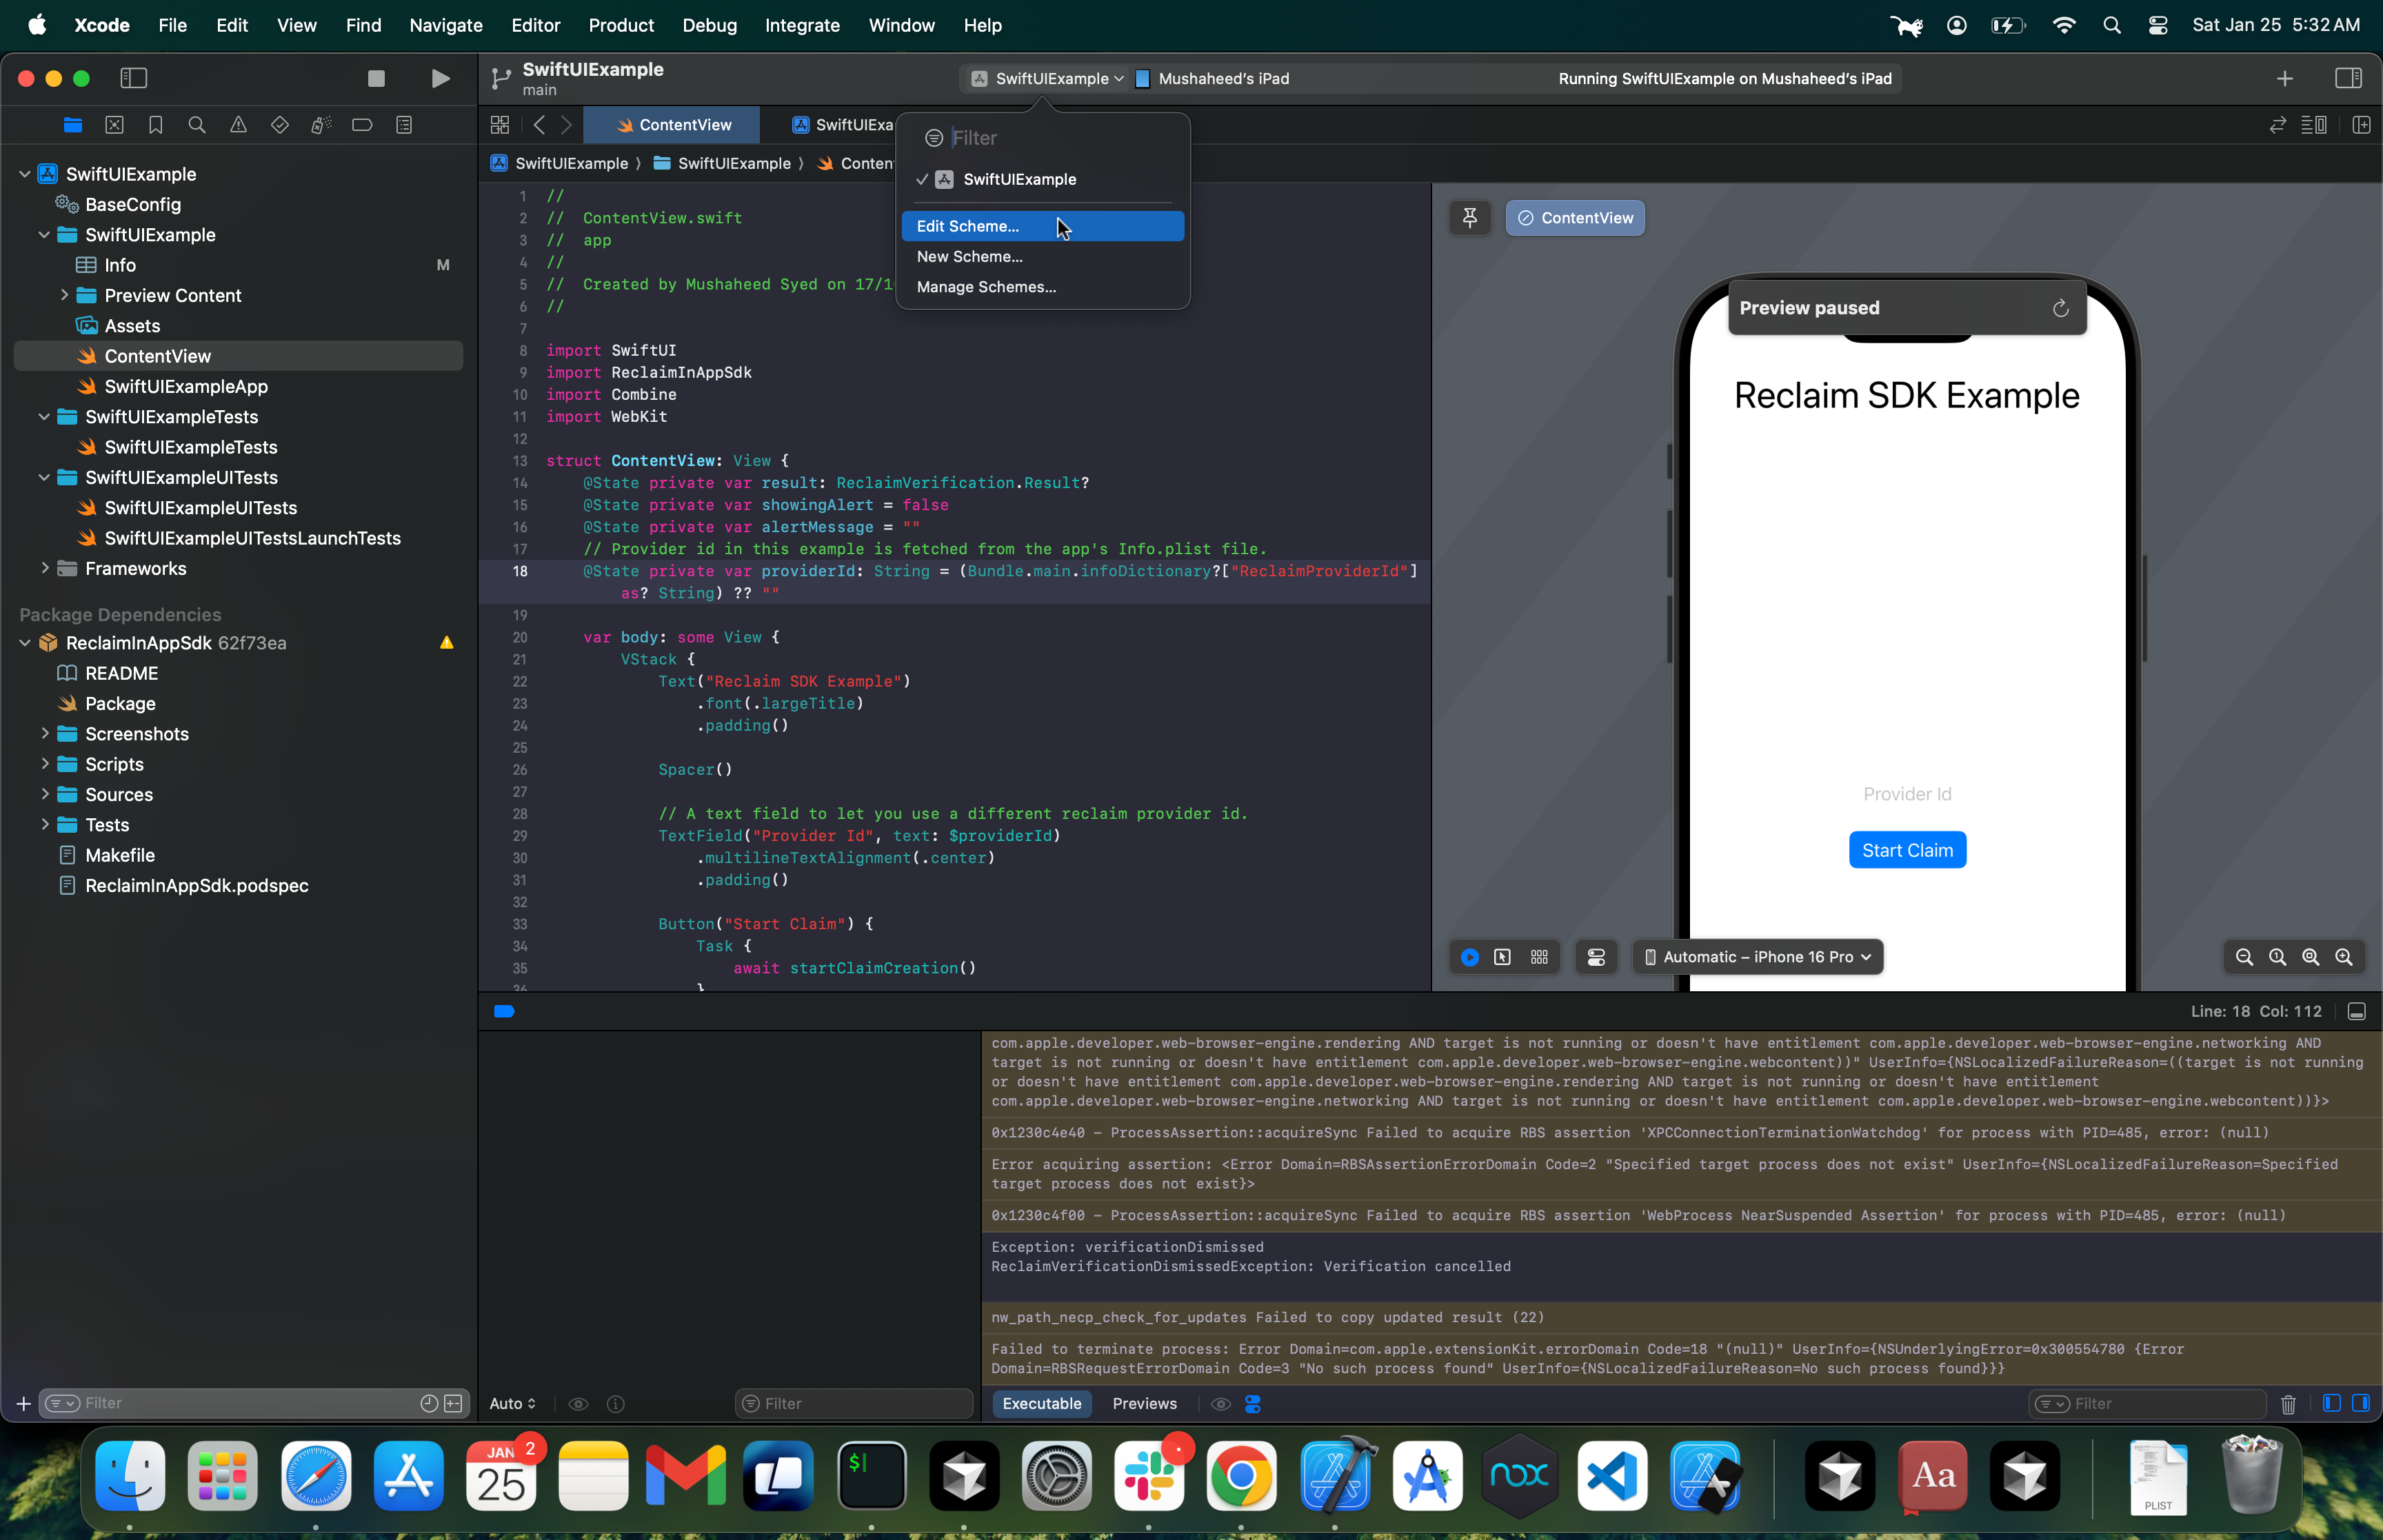 Xcode File Edit View Find Navigate Editor Product Debug Integrate Window Help
Sat Jan 25 5:32 AM
SwiftUIExample
main
SwiftUIExample
Mushaheed's iPad
Running SwiftUIExample on Mushaheed's iPad
ContentView
SwiftUIExa
SwiftUIExample 〉 SwiftUIExample 〉 Conten
Filter
SwiftUIExample
Edit Scheme...
New Scheme...
Manage Schemes...
SwiftUIExample
BaseConfig
SwiftUIExample
Info M
Preview Content
Assets
ContentView
SwiftUIExampleApp
SwiftUIExampleTests
SwiftUIExampleTests
SwiftUIExampleUITests
SwiftUIExampleUITests
SwiftUIExampleUITestsLaunchTests
Frameworks
Package Dependencies
ReclaimInAppSdk 62f73ea
README
Package
Screenshots
Scripts
Sources
Tests
Makefile
ReclaimInAppSdk.podspec
Filter
1 //
2 // ContentView.swift
3 // app
4 //
5 // Created by Mushaheed Syed on 17/1
6 //
7
8 import SwiftUI
9 import ReclaimInAppSdk
10 import Combine
11 import WebKit
12
13 struct ContentView: View {
14 @State private var result: ReclaimVerification.Result?
15 @State private var showingAlert = false
16 @State private var alertMessage = ""
17 // Provider id in this example is fetched from the app's Info.plist file.
18 @State private var providerId: String = (Bundle.main.infoDictionary?["ReclaimProviderId"]
as? String) ?? ""
19
20 var body: some View {
21 VStack {
22 Text("Reclaim SDK Example")
23 .font(.largeTitle)
24 .padding()
25
26 Spacer()
27
28 // A text field to let you use a different reclaim provider id.
29 TextField("Provider Id", text: $providerId)
30 .multilineTextAlignment(.center)
31 .padding()
32
33 Button("Start Claim") {
34 Task {
35 await startClaimCreation()
36 }
ContentView
Preview paused
Reclaim SDK Example
Provider Id
Start Claim
Automatic – iPhone 16 Pro
Line: 18 Col: 112
com.apple.developer.web-browser-engine.rendering AND target is not running or doesn't have entitlement com.apple.developer.web-browser-engine.networking AND
target is not running or doesn't have entitlement com.apple.developer.web-browser-engine.webcontent))" UserInfo={NSLocalizedFailureReason=((target is not running
or doesn't have entitlement com.apple.developer.web-browser-engine.rendering AND target is not running or doesn't have entitlement
com.apple.developer.web-browser-engine.networking AND target is not running or doesn't have entitlement com.apple.developer.web-browser-engine.webcontent))}>
0x1230c4e40 - ProcessAssertion::acquireSync Failed to acquire RBS assertion 'XPCConnectionTerminationWatchdog' for process with PID=485, error: (null)
Error acquiring assertion: <Error Domain=RBSAssertionErrorDomain Code=2 "Specified target process does not exist" UserInfo={NSLocalizedFailureReason=Specified
target process does not exist}>
0x1230c4f00 - ProcessAssertion::acquireSync Failed to acquire RBS assertion 'WebProcess NearSuspended Assertion' for process with PID=485, error: (null)
Exception: verificationDismissed
ReclaimVerificationDismissedException: Verification cancelled
nw_path_necp_check_for_updates Failed to copy updated result (22)
Failed to terminate process: Error Domain=com.apple.extensionKit.errorDomain Code=18 "(null)" UserInfo={NSUnderlyingError=0x300554780 {Error
Domain=RBSRequestErrorDomain Code=3 "No such process found" UserInfo={NSLocalizedFailureReason=No such process found}}}
Auto
Filter
Executable
Previews
Filter
JAN
2
25
$
nox
Aa
PLIST